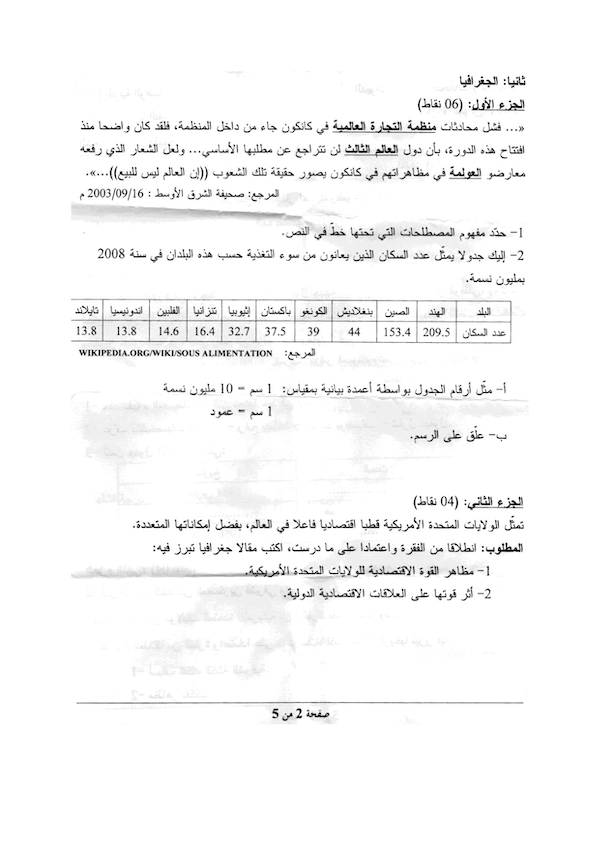 ثانيا: الجغرافيا
الجزء الأول: (06 نقاط)
«... فشل محادثات منظمة التجارة العالمية في كانكون جاء من داخل المنظمة، فلقد كان واضحا منذ
افتتاح هذه الدورة، بأن دول العالم الثالث لن تتراجع عن مطلبها الأساسي... ولعل الشعار الذي رفعه
معارضو العولمة في مظاهراتهم في كانكون يصور حقيقة تلك الشعوب ((إن العالم ليس للبيع))...».
المرجع: صحيفة الشرق الأوسط : 2003/09/16 م
1- حدّد مفهوم المصطلحات التي تحتها خطّ في النص.
2- إليك جدولا يمثّل عدد السكان الذين يعانون من سوء التغذية حسب هذه البلدان في سنة 2008
بمليون نسمة.
البلد الهند الصين بنغلاديش الكونغو باكستان إثيوبيا تنزانيا الفلبين اندونيسيا تايلاند
عدد السكان 209.5 153.4 44 39 37.5 32.7 16.4 14.6 13.8 13.8
المرجع: WIKIPEDIA.ORG/WIKI/SOUS ALIMENTATION
أ- مثّل أرقام الجدول بواسطة أعمدة بيانية بمقياس: 1 سم = 10 مليون نسمة
1 سم = عمود
ب- علّق على الرسم.
الجزء الثاني: (04 نقاط)
تمثّل الولايات المتحدة الأمريكية قطبا اقتصاديا فاعلا في العالم، بفضل إمكاناتها المتعددة.
المطلوب: انطلاقا من الفقرة واعتمادا على ما درست، اكتب مقالا جغرافيا تبرز فيه:
1- مظاهر القوة الاقتصادية للولايات المتحدة الأمريكية.
2- أثر قوتها على العلاقات الاقتصادية الدولية.
صفحة 2 من 5